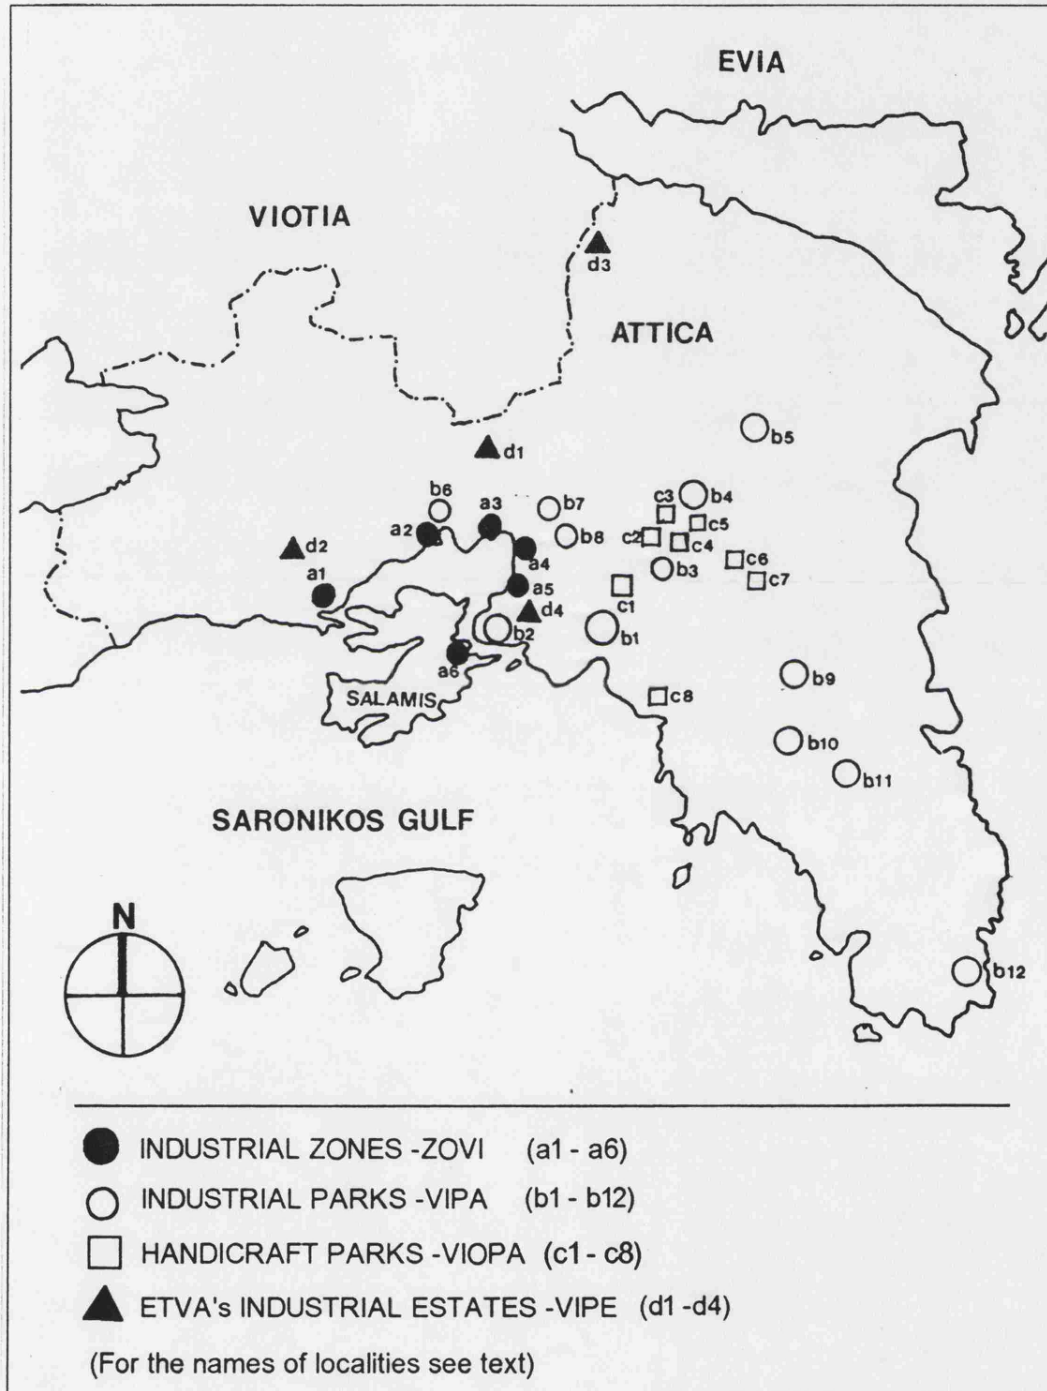 EVIA
VIOTIA
d3
ATTICA
b5
d1
b6
a3
b7
c3
b4
a2
c5
b8
c2
c4
d2
a4
c6
b3
a1
a5
c7
c1
d4
b2
b1
a6
b9
SALAMIS
c8
b10
b11
SARONIKOS GULF
N
b12
INDUSTRIAL ZONES -ZOVI (a1 - a6)
INDUSTRIAL PARKS -VIPA (b1 - b12)
HANDICRAFT PARKS -VIOPA (c1 - c8)
ETVA's INDUSTRIAL ESTATES -VIPE (d1 -d4)
(For the names of localities see text)